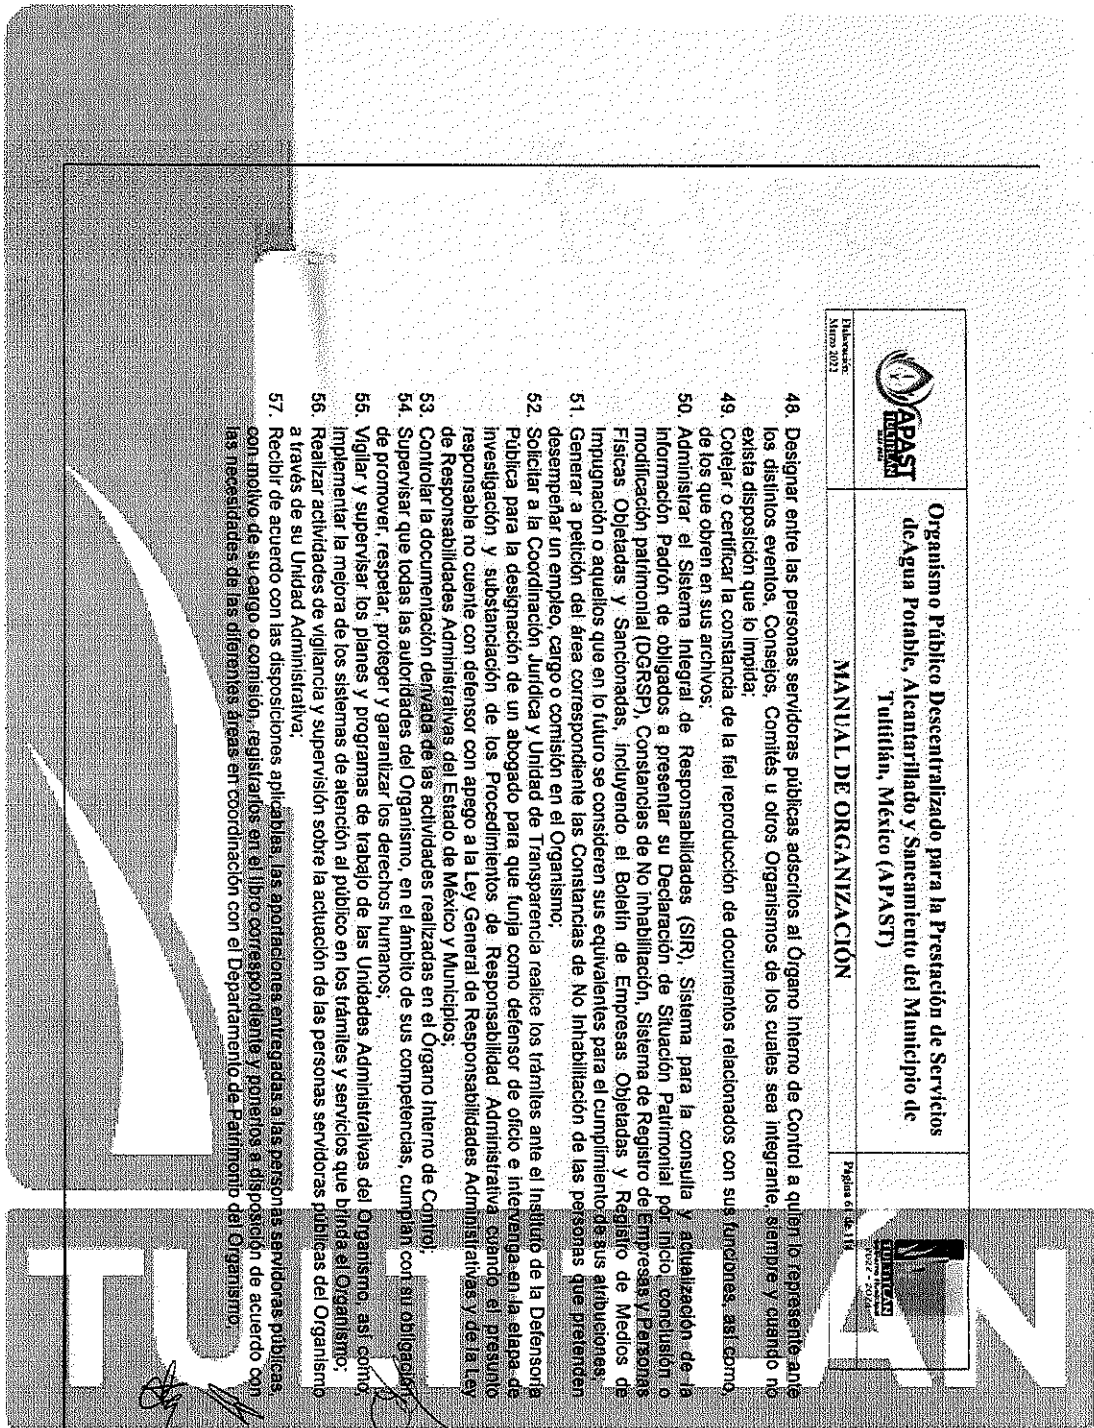 APAST
TULTITLÁN
Organismo Público Descentralizado para la Prestación de Servicios
deAgua Potable, Alcantarillado y Saneamiento del Municipio de
Tultitlán, México (APAST)
TULTITLÁN
2022 - 2024
Elaboración:
Marzo 2022
MANUAL DE ORGANIZACIÓN
Página 61 de 114
48. Designar entre las personas servidoras públicas adscritos al Órgano Interno de Control a quien lo represente ante
los distintos eventos, Consejos, Comités u otros Organismos de los cuales sea integrante, siempre y cuando no
exista disposición que lo impida;
49. Cotejar o certificar la constancia de la fiel reproducción de documentos relacionados con sus funciones, así como,
de los que obren en sus archivos;
50. Administrar el Sistema Integral de Responsabilidades (SIR), Sistema para la consulta y actualización de la
información Padrón de obligados a presentar su Declaración de Situación Patrimonial por inicio, conclusión o
modificación patrimonial (DGRSP), Constancias de No inhabilitación, Sistema de Registro de Empresas y Personas
Físicas Objetadas y Sancionadas, incluyendo el Boletín de Empresas Objetadas y Registro de Medios de
Impugnación o aquellos que en lo futuro se consideren sus equivalentes para el cumplimiento de sus atribuciones;
51. Generar a petición del área correspondiente las Constancias de No Inhabilitación de las personas que pretenden
desempeñar un empleo, cargo o comisión en el Organismo;
52. Solicitar a la Coordinación Jurídica y Unidad de Transparencia realice los trámites ante el Instituto de la Defensoría
Pública para la designación de un abogado para que funja como defensor de oficio e intervenga en la etapa de
investigación y substanciación de los Procedimientos de Responsabilidad Administrativa cuando el presunto
responsable no cuente con defensor con apego a la Ley General de Responsabilidades Administrativas y de la Ley
de Responsabilidades Administrativas del Estado de México y Municipios;
53. Controlar la documentación derivada de las actividades realizadas en el Órgano Interno de Control;
54. Supervisar que todas las autoridades del Organismo, en el ámbito de sus competencias, cumplan con su obligación
de promover, respetar, proteger y garantizar los derechos humanos;
55. Vigilar y supervisar los planes y programas de trabajo de las Unidades Administrativas del Organismo, así como,
implementar la mejora de los sistemas de atención al público en los trámites y servicios que brinda el Organismo;
56. Realizar actividades de vigilancia y supervisión sobre la actuación de las personas servidoras públicas del Organismo
a través de su Unidad Administrativa;
57. Recibir de acuerdo con las disposiciones aplicables, las aportaciones entregadas a las personas servidoras públicas
con motivo de su cargo o comisión, registrarlos en el libro correspondiente y ponerlos a disposición de acuerdo con
las necesidades de las diferentes áreas en coordinación con el Departamento de Patrimonio del Organismo;
TULTITLÁN